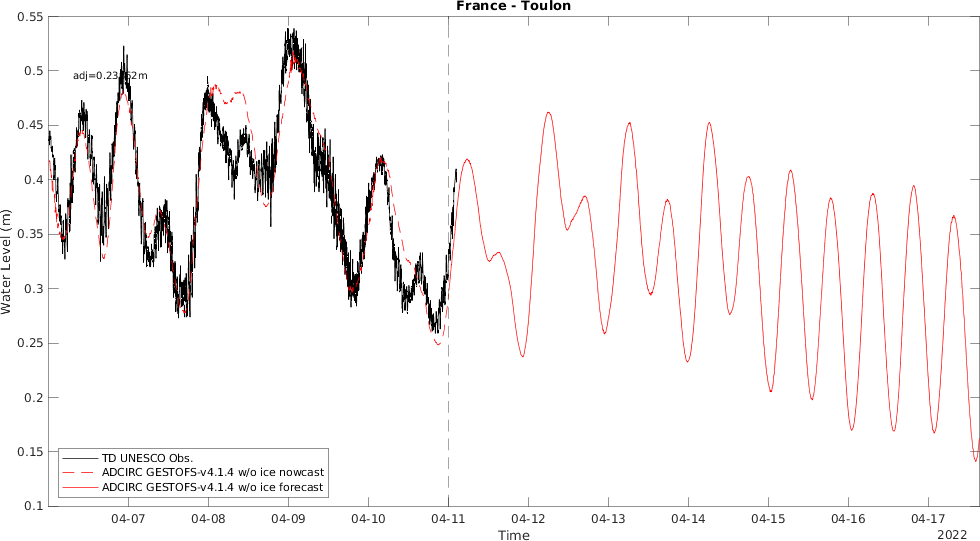 France - Toulon
0.55
0.5
0.45
0.4
0.35
0.3
0.25
0.2
0.15
0.1
Water Level (m)
TD UNESCO Obs.
ADCIRC GESTOFS-v4.1.4 w/o ice nowcast
ADCIRC GESTOFS-v4.1.4 w/o ice forecast
04-07 04-08 04-09 04-10 04-11 04-12 04-13 04-14 04-15 04-16 04-17
Time
2022